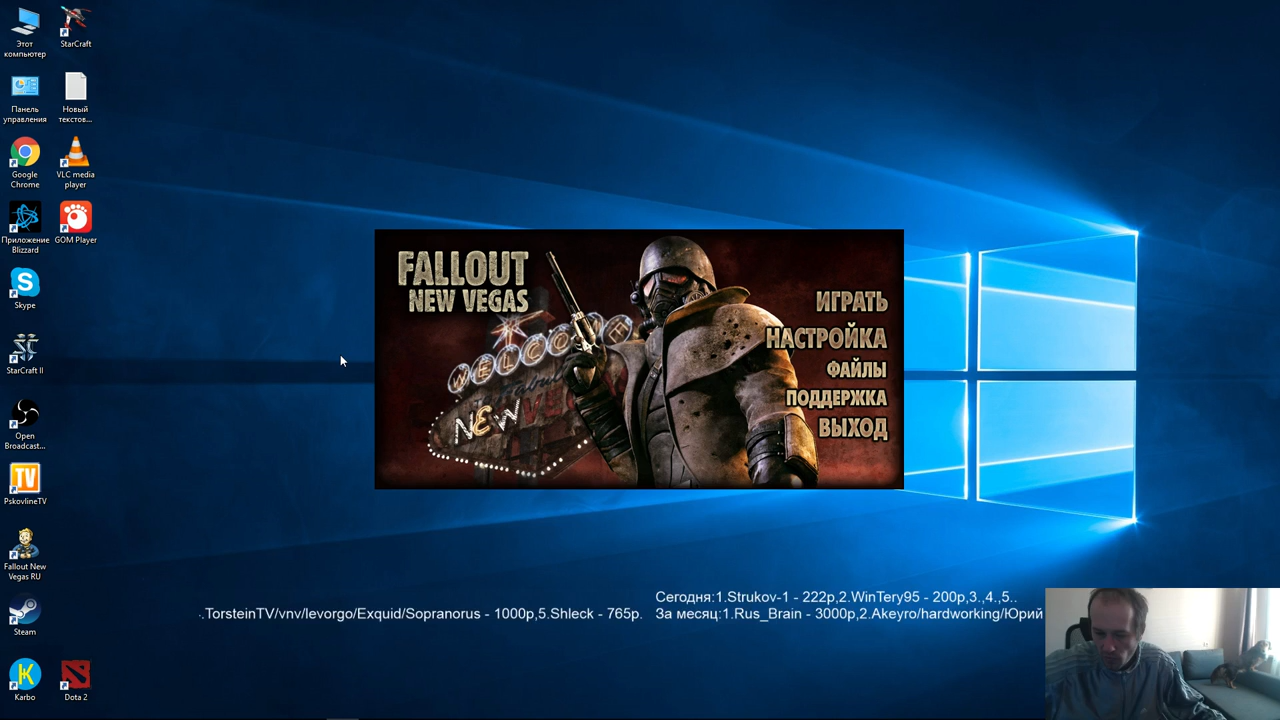 Этот
компьютер
StarCraft
Панель
управления
Новый
текстов...
Google
Chrome
VLC media
player
Приложение
Blizzard
GOM Player
Skype
StarCraft II
Open
Broadcast...
TV
PskovlineTV
Fallout New
Vegas RU
Steam
Karbo
Dota 2
FALLOUT
NEW VEGAS
WELCO
NEW
ИГРАТЬ
НАСТРОЙКА
ФАЙЛЫ
ПОДДЕРЖКА
ВЫХОД
Сегодня:1.Strukov-1 - 222р,2.WinTery95 - 200р,3.,4.,5..
.TorsteinTV/vnv/levorgo/Exquid/Sopranorus - 1000р,5.Shleck - 765р.
За месяц:1.Rus_Brain - 3000р,2.Akeyro/hardworking/Юрий